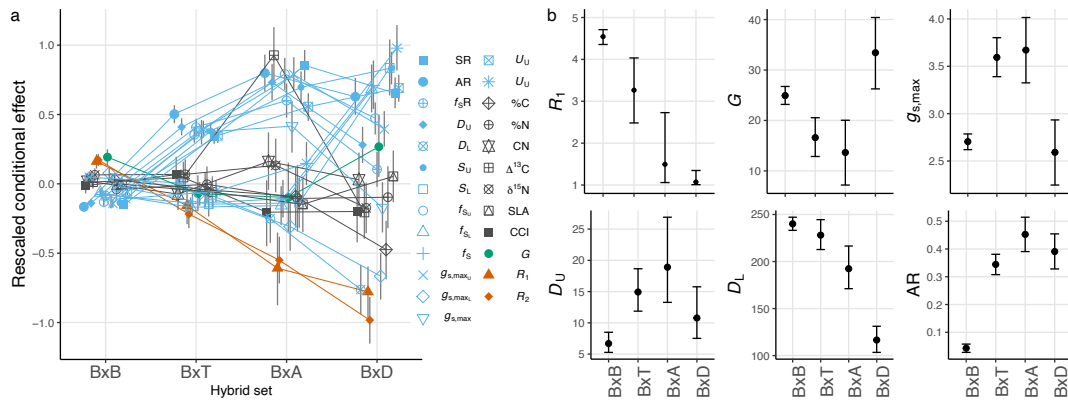 a
Rescaled conditional effect
1.0
0.5
0.0
−0.5
−1.0
BxB
BxT
BxA
BxD
Hybrid set
SR
AR
fSR
DU
DL
SU
SL
fSU
fSL
fS
gs,maxU
gs,maxL
gs,max
UU
UU
%C
%N
CN
Δ13C
δ15N
SLA
CCI
G
R1
R2
b
R1
5
4
3
2
1
G
40
30
20
10
gs,max
4.0
3.5
3.0
2.5
DU
25
20
15
10
5
BxB
BxT
BxA
BxD
DL
250
200
150
100
BxB
BxT
BxA
BxD
AR
0.5
0.4
0.3
0.2
0.1
BxB
BxT
BxA
BxD